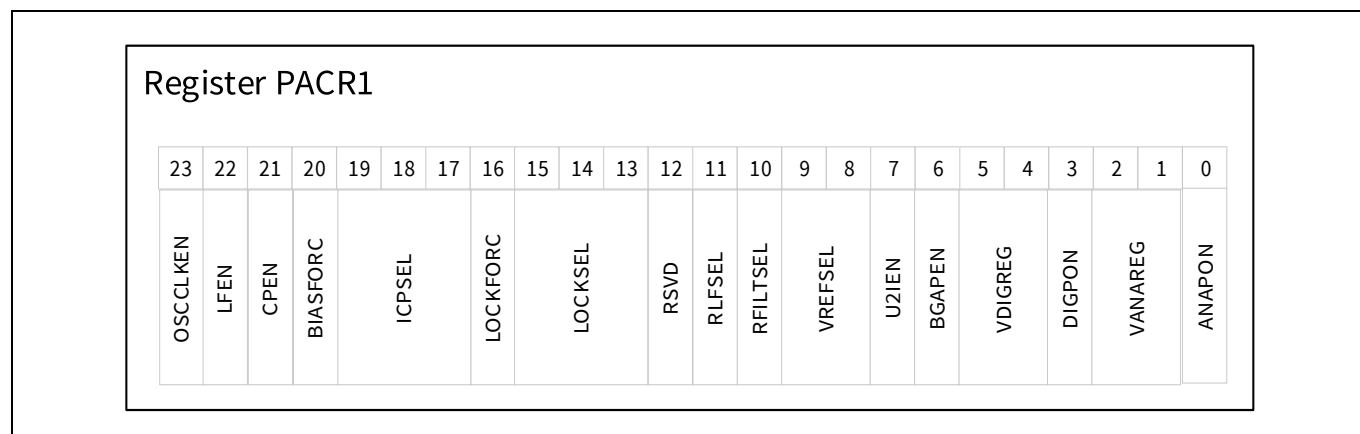 Register PACR1
23 22 21 20 19 18 17 16 15 14 13 12 11 10 9 8 7 6 5 4 3 2 1 0
OSCCLKEN
LFEN
CPEN
BIASFORC
ICPSEL
LOCKFORC
LOCKSEL
RSVD
RLFSEL
RFILTSEL
VREFSEL
U2IEN
BGAPEN
VDIGREG
DIGPON
VANAREG
ANAPON